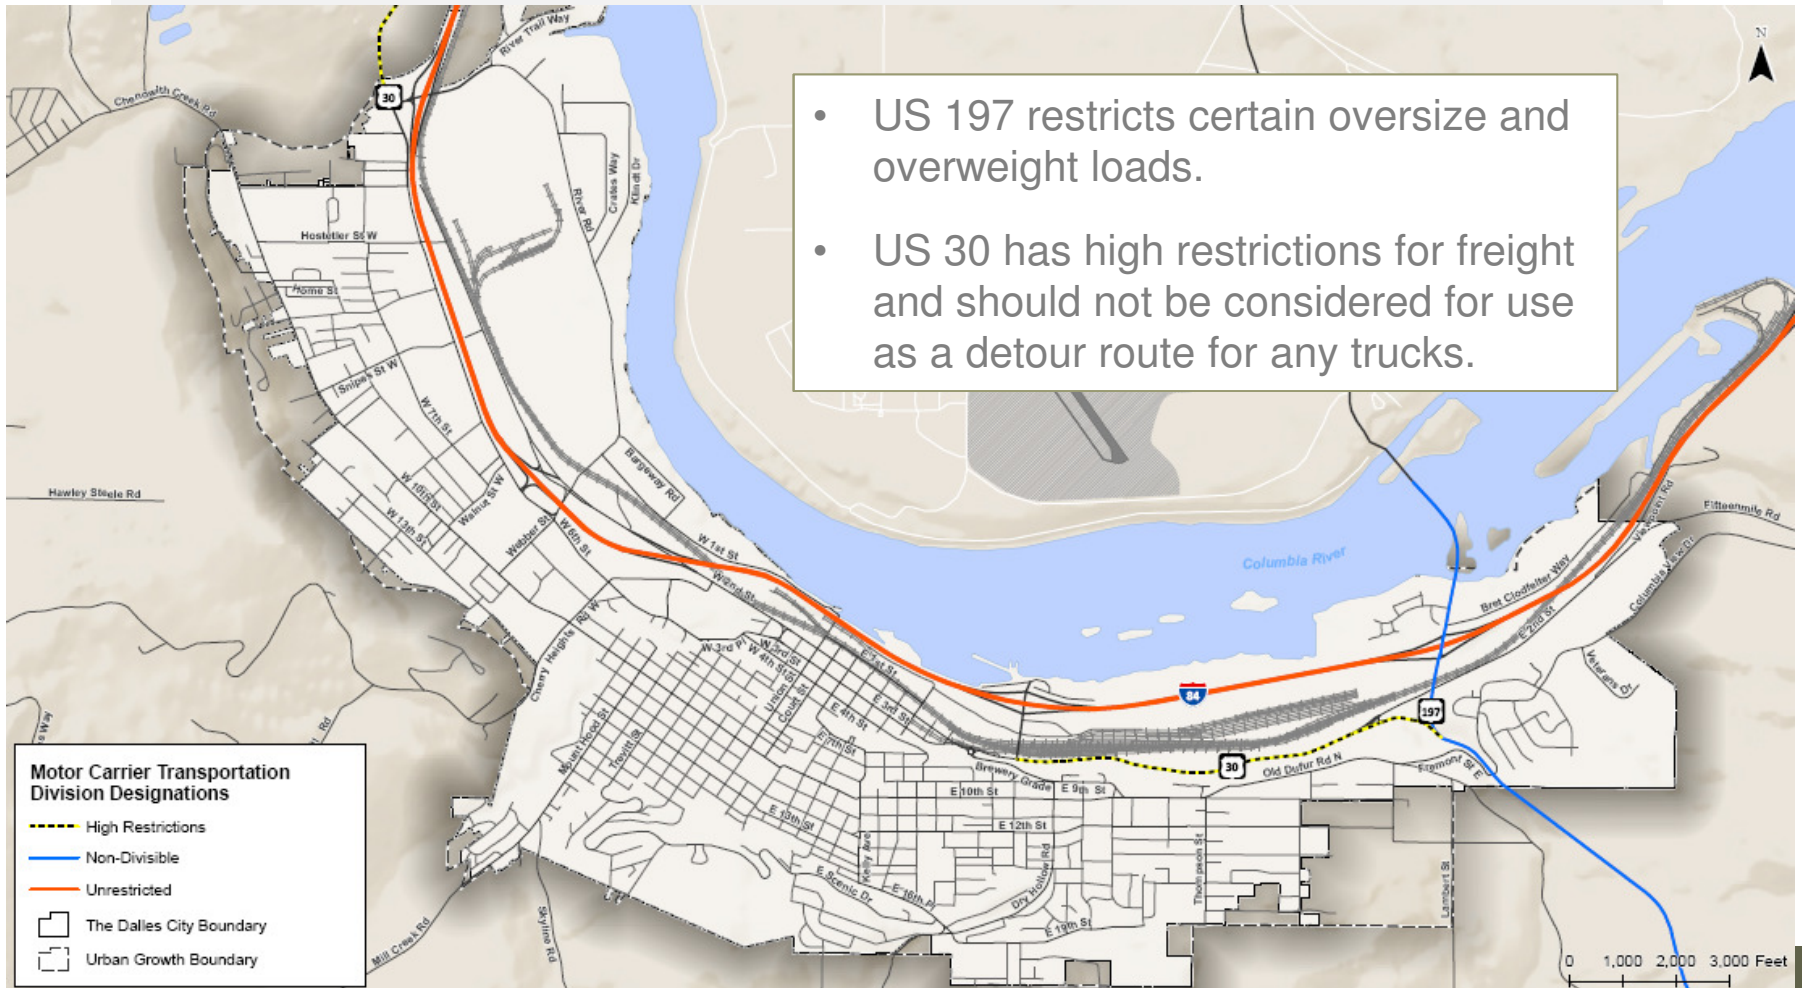 • US 197 restricts certain oversize and
overweight loads.
• US 30 has high restrictions for freight
and should not be considered for use
as a detour route for any trucks.
N
River Trail Way
30
Chenowith Creek Rd
Crates Way
Klindt Dr
River Rd
Hostetler St W
Home St
Snipes St W
W 7th St
Bargeway Rd
W 10th St
Walnut St W
Hawley Steele Rd
W 13th St
Webber St
W 6th St
W 1st St
W 2nd St
Columbia River
Viewpoint Rd
Fifteenmile Rd
Columbia View Dr
Bret Clodfelter Way
E 2nd St
Cherry Heights Rd W
W 3rd Pl
W 3rd St
W 4th St
E 1st St
Union St
Court St
E 3rd St
E 4th St
E 7th St
84
197
Veterans Dr
Mount Hood St
Trevitt St
Brewery Grade
30
Old Dufur Rd N
Fremont St E
E 10th St
E 9th St
E 13th St
E 12th St
Kelly Ave
Dry Hollow Rd
Thompson St
Lambert St
E Scenic Dr
E 16th Pl
E 19th St
Mill Creek Rd
Skyline Rd
Motor Carrier Transportation
Division Designations
High Restrictions
Non-Divisible
Unrestricted
The Dalles City Boundary
Urban Growth Boundary
0 1,000 2,000 3,000 Feet